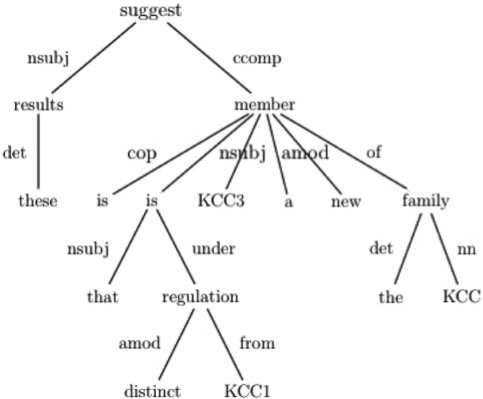 suggest
nsubj ccomp
results member
det cop nsubj amod of
these is is KCC3 a new family
nsubj under det nn
that regulation the KCC
amod from
distinct KCC1